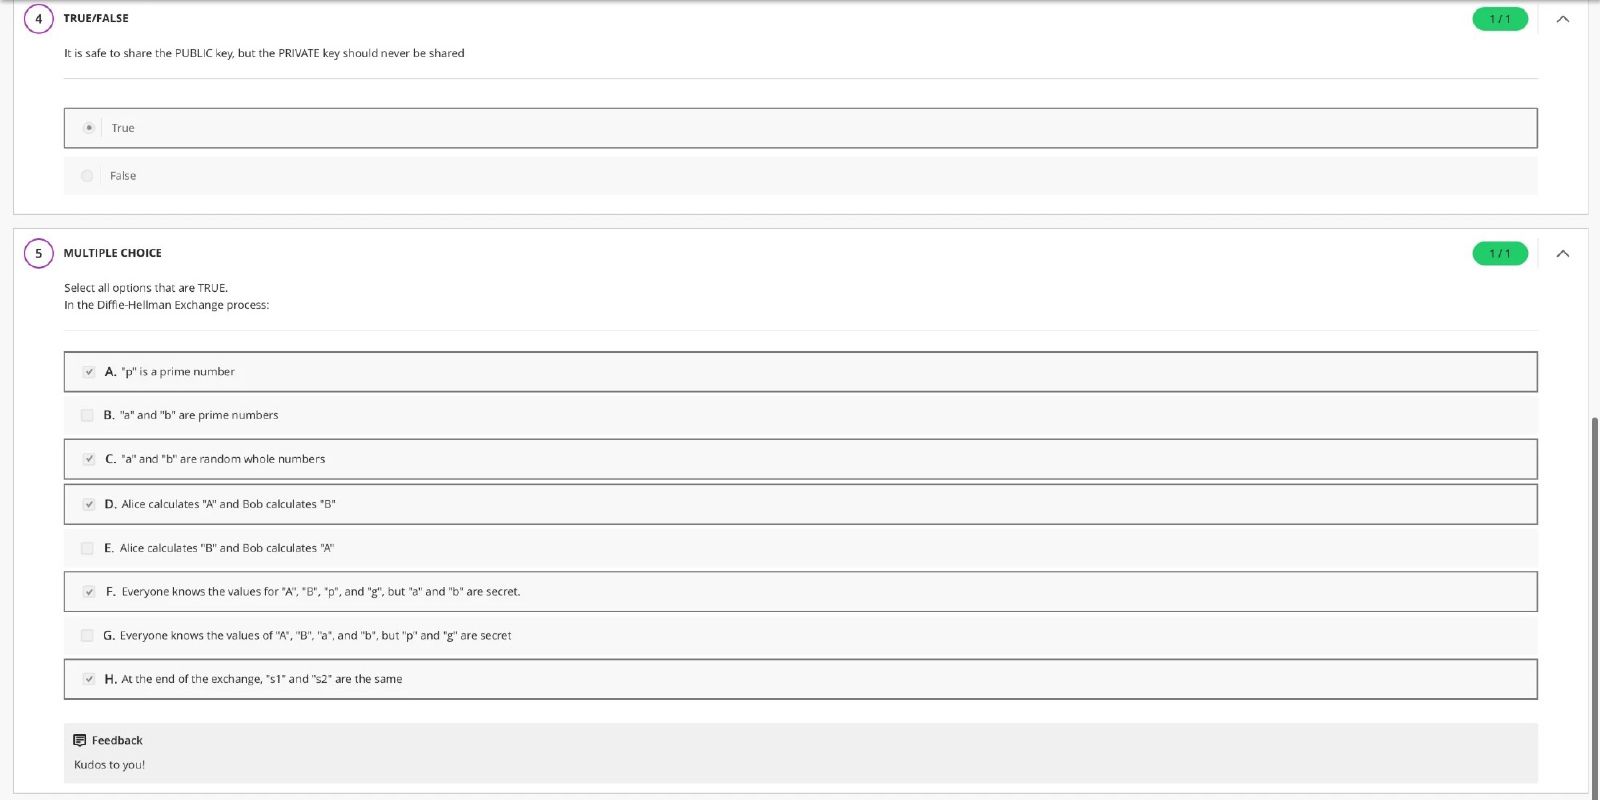 4 TRUE/FALSE 1 / 1
It is safe to share the PUBLIC key, but the PRIVATE key should never be shared
True
False
5 MULTIPLE CHOICE 1 / 1
Select all options that are TRUE.
In the Diffie-Hellman Exchange process:
A. "p" is a prime number
B. "a" and "b" are prime numbers
C. "a" and "b" are random whole numbers
D. Alice calculates "A" and Bob calculates "B"
E. Alice calculates "B" and Bob calculates "A"
F. Everyone knows the values for "A", "B", "p", and "g", but "a" and "b" are secret.
G. Everyone knows the values of "A", "B", "a", and "b", but "p" and "g" are secret
H. At the end of the exchange, "s1" and "s2" are the same
Feedback
Kudos to you!